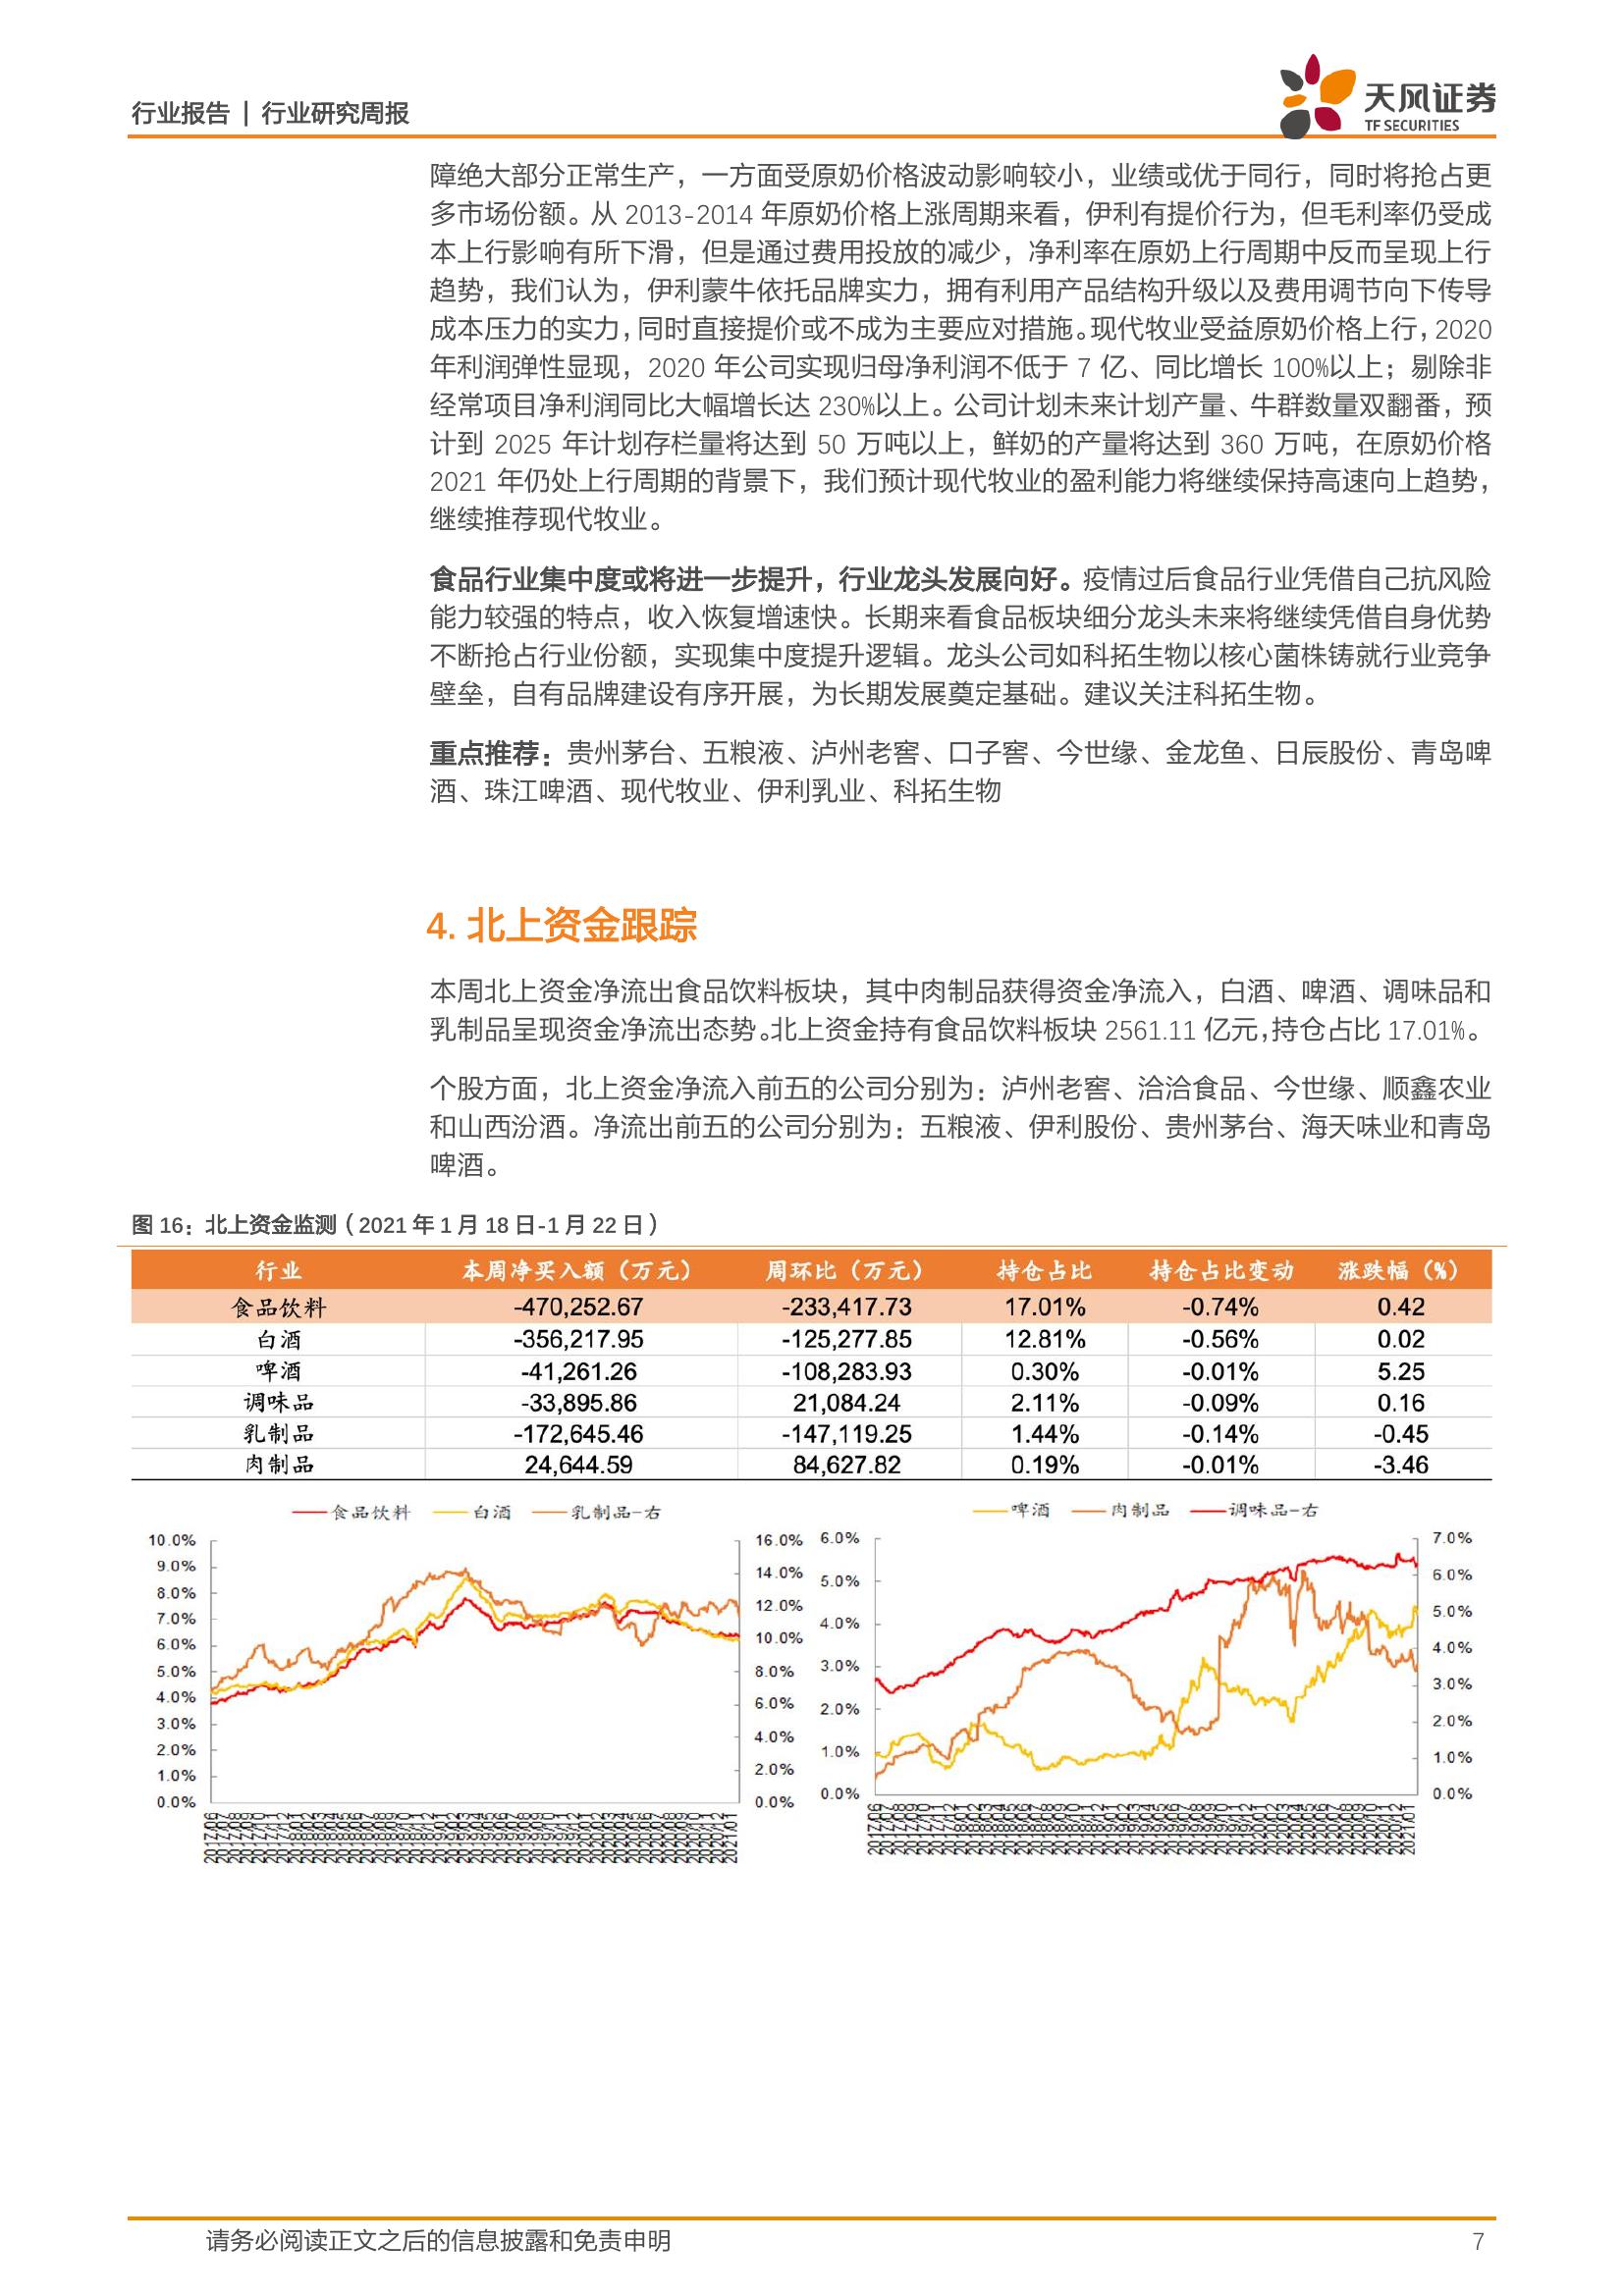 行业报告 | 行业研究周报
天风证券
TF SECURITIES
障绝大部分正常生产，一方面受原奶价格波动影响较小，业绩或优于同行，同时将抢占更
多市场份额。从 2013-2014 年原奶价格上涨周期来看，伊利有提价行为，但毛利率仍受成
本上行影响有所下滑，但是通过费用投放的减少，净利率在原奶上行周期中反而呈现上行
趋势，我们认为，伊利蒙牛依托品牌实力，拥有利用产品结构升级以及费用调节向下传导
成本压力的实力，同时直接提价或不成为主要应对措施。现代牧业受益原奶价格上行，2020
年利润弹性显现，2020 年公司实现归母净利润不低于 7 亿、同比增长 100%以上；剔除非
经常项目净利润同比大幅增长达 230%以上。公司计划未来计划产量、牛群数量双翻番，预
计到 2025 年计划存栏量将达到 50 万吨以上，鲜奶的产量将达到 360 万吨，在原奶价格
2021 年仍处上行周期的背景下，我们预计现代牧业的盈利能力将继续保持高速向上趋势，
继续推荐现代牧业。
食品行业集中度或将进一步提升，行业龙头发展向好。疫情过后食品行业凭借自己抗风险
能力较强的特点，收入恢复增速快。长期来看食品板块细分龙头未来将继续凭借自身优势
不断抢占行业份额，实现集中度提升逻辑。龙头公司如科拓生物以核心菌株铸就行业竞争
壁垒，自有品牌建设有序开展，为长期发展奠定基础。建议关注科拓生物。
重点推荐：贵州茅台、五粮液、泸州老窖、口子窖、今世缘、金龙鱼、日辰股份、青岛啤
酒、珠江啤酒、现代牧业、伊利乳业、科拓生物
4. 北上资金跟踪
本周北上资金净流出食品饮料板块，其中肉制品获得资金净流入，白酒、啤酒、调味品和
乳制品呈现资金净流出态势。北上资金持有食品饮料板块 2561.11 亿元，持仓占比 17.01%。
个股方面，北上资金净流入前五的公司分别为：泸州老窖、洽洽食品、今世缘、顺鑫农业
和山西汾酒。净流出前五的公司分别为：五粮液、伊利股份、贵州茅台、海天味业和青岛
啤酒。
图 16：北上资金监测（2021 年 1 月 18 日-1 月 22 日）
行业 本周净买入额（万元） 周环比（万元） 持仓占比 持仓占比变动 涨跌幅（%）
食品饮料 -470,252.67 -233,417.73 17.01% -0.74% 0.42
白酒 -356,217.95 -125,277.85 12.81% -0.56% 0.02
啤酒 -41,261.26 -108,283.93 0.30% -0.01% 5.25
调味品 -33,895.86 21,084.24 2.11% -0.09% 0.16
乳制品 -172,645.46 -147,119.25 1.44% -0.14% -0.45
肉制品 24,644.59 84,627.82 0.19% -0.01% -3.46
食品饮料 白酒 乳制品-右
10.0%
9.0%
8.0%
7.0%
6.0%
5.0%
4.0%
3.0%
2.0%
1.0%
0.0%
16.0%
14.0%
12.0%
10.0%
8.0%
6.0%
4.0%
2.0%
0.0%
啤酒 肉制品 调味品-右
6.0%
5.0%
4.0%
3.0%
2.0%
1.0%
0.0%
7.0%
6.0%
5.0%
4.0%
3.0%
2.0%
1.0%
0.0%
请务必阅读正文之后的信息披露和免责申明
7